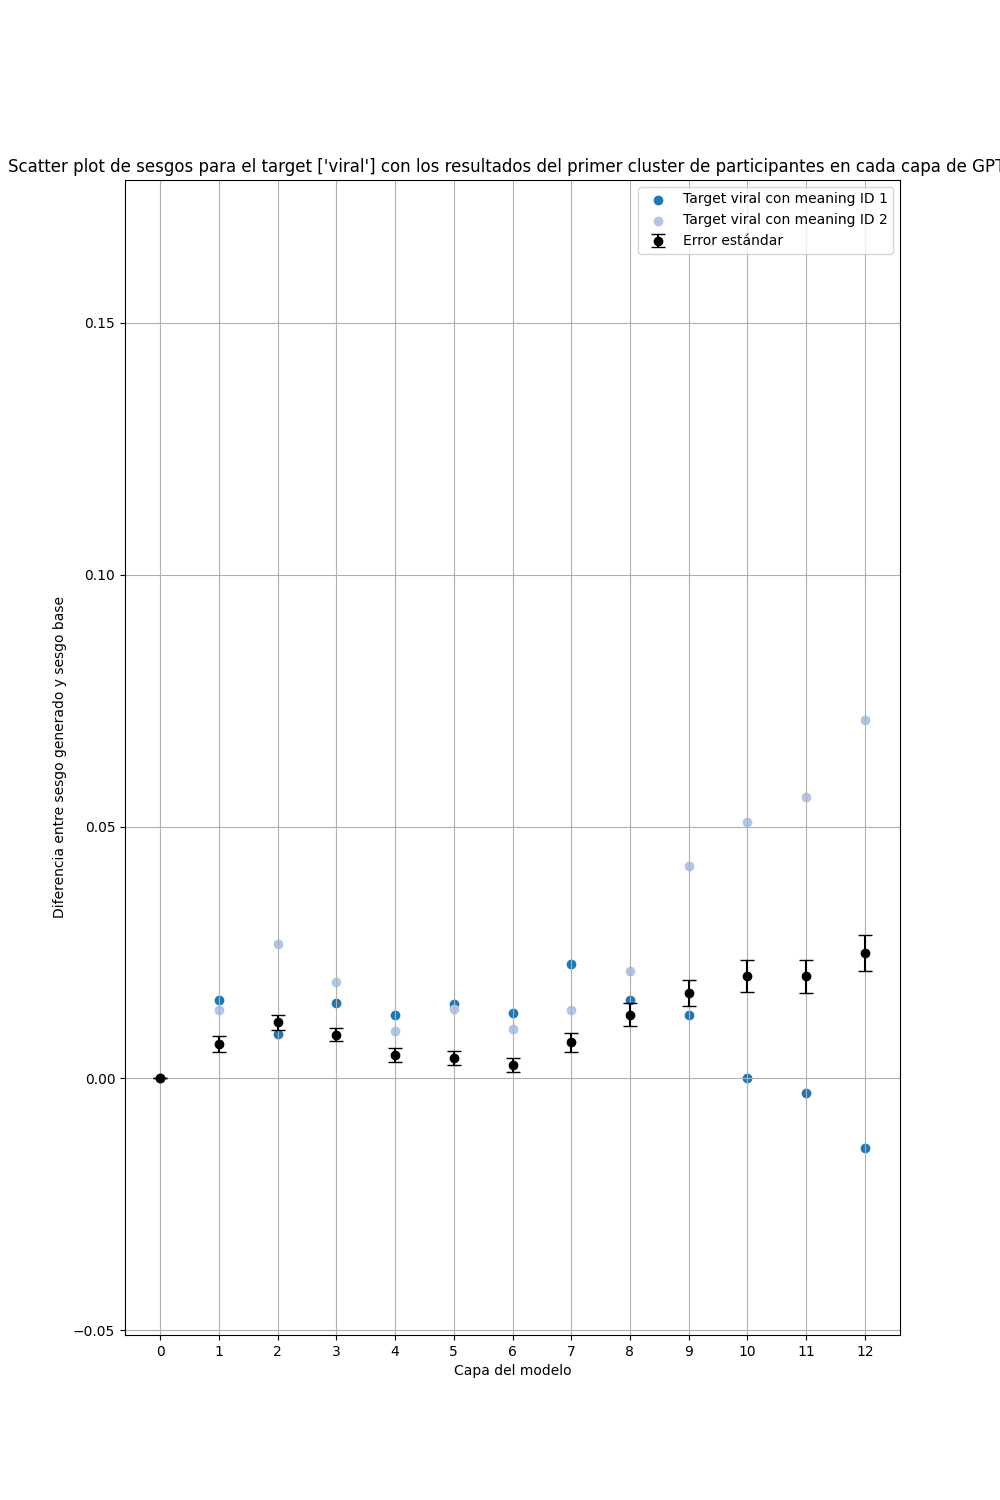 Scatter plot de sesgos para el target ['viral'] con los resultados del primer cluster de participantes en cada capa de GPT
Target viral con meaning ID 1
Target viral con meaning ID 2
Error estándar
0.15
0.10
0.05
0.00
−0.05
Diferencia entre sesgo generado y sesgo base
0 1 2 3 4 5 6 7 8 9 10 11 12
Capa del modelo